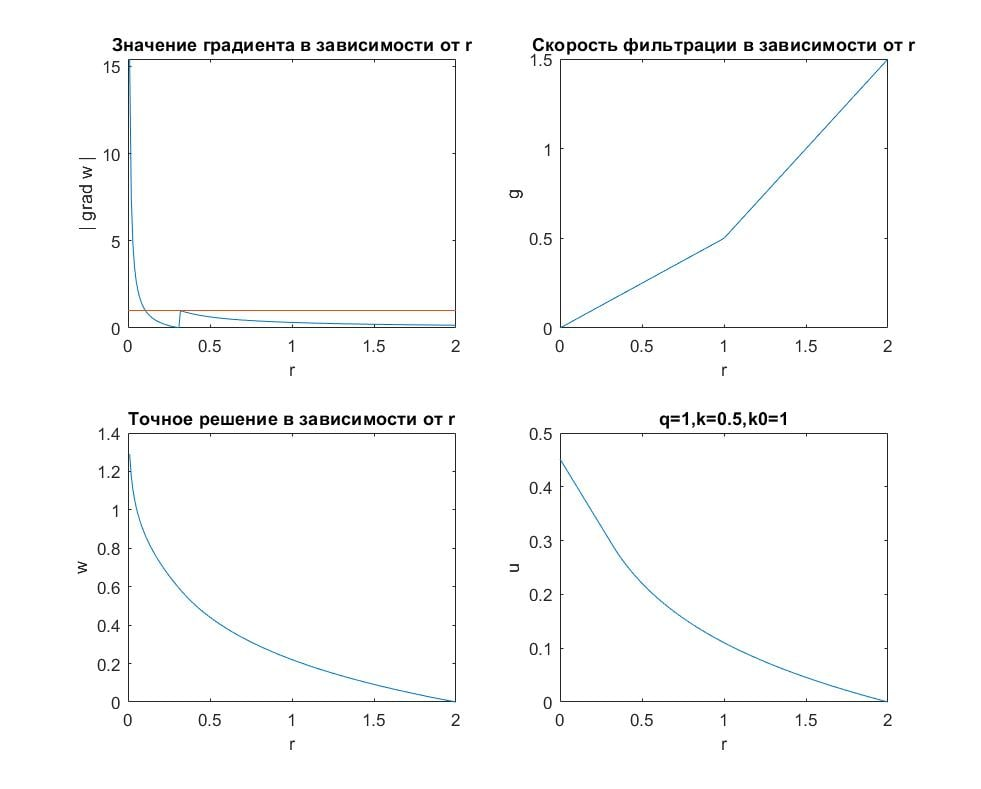 Значение градиента в зависимости от r
15
10
5
0
| grad w |
0 0.5 1 1.5 2
r
Скорость фильтрации в зависимости от r
1.5
1
0.5
0
g
0 1 2
r
Точное решение в зависимости от r
1.4
1.2
1
0.8
0.6
0.4
0.2
0
w
0 0.5 1 1.5 2
r
q=1,k=0.5,k0=1
0.5
0.4
0.3
0.2
0.1
0
u
0 0.5 1 1.5 2
r